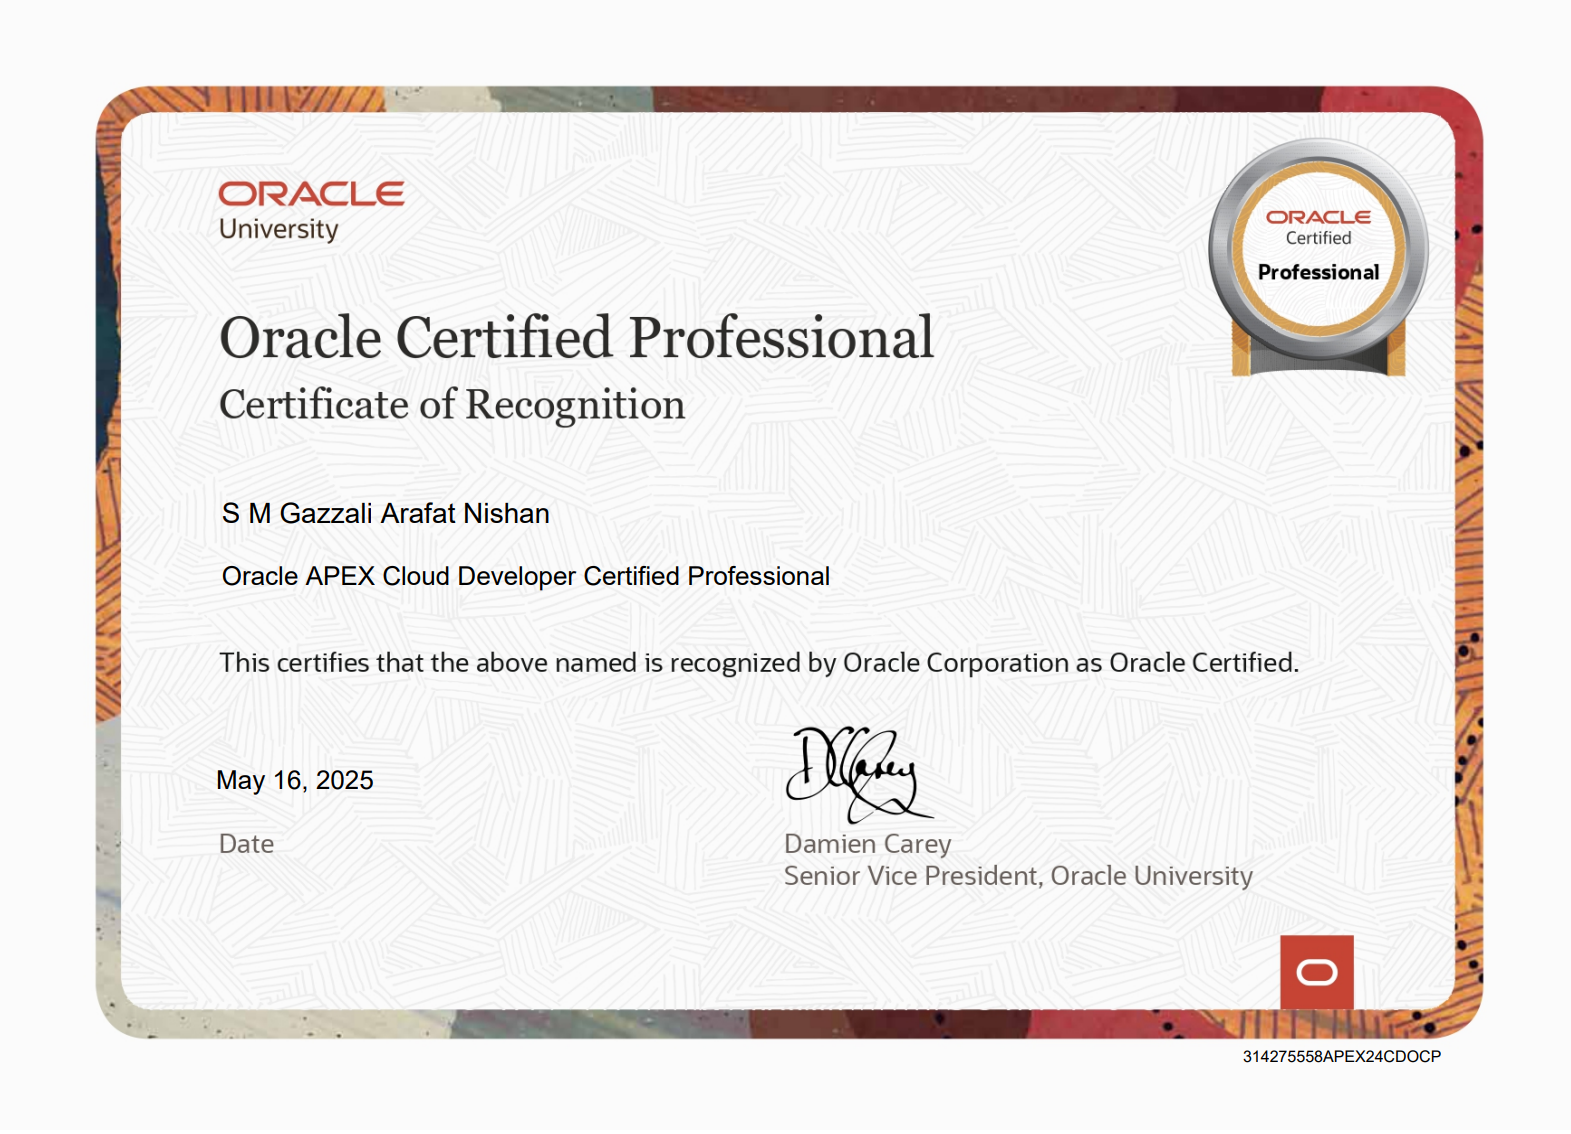 ORACLE
University
ORACLE
Certified
Professional
Oracle Certified Professional
Certificate of Recognition
S M Gazzali Arafat Nishan
Oracle APEX Cloud Developer Certified Professional
This certifies that the above named is recognized by Oracle Corporation as Oracle Certified.
May 16, 2025
Date
DCCarey
Damien Carey
Senior Vice President, Oracle University
314275558APEX24CDOCP